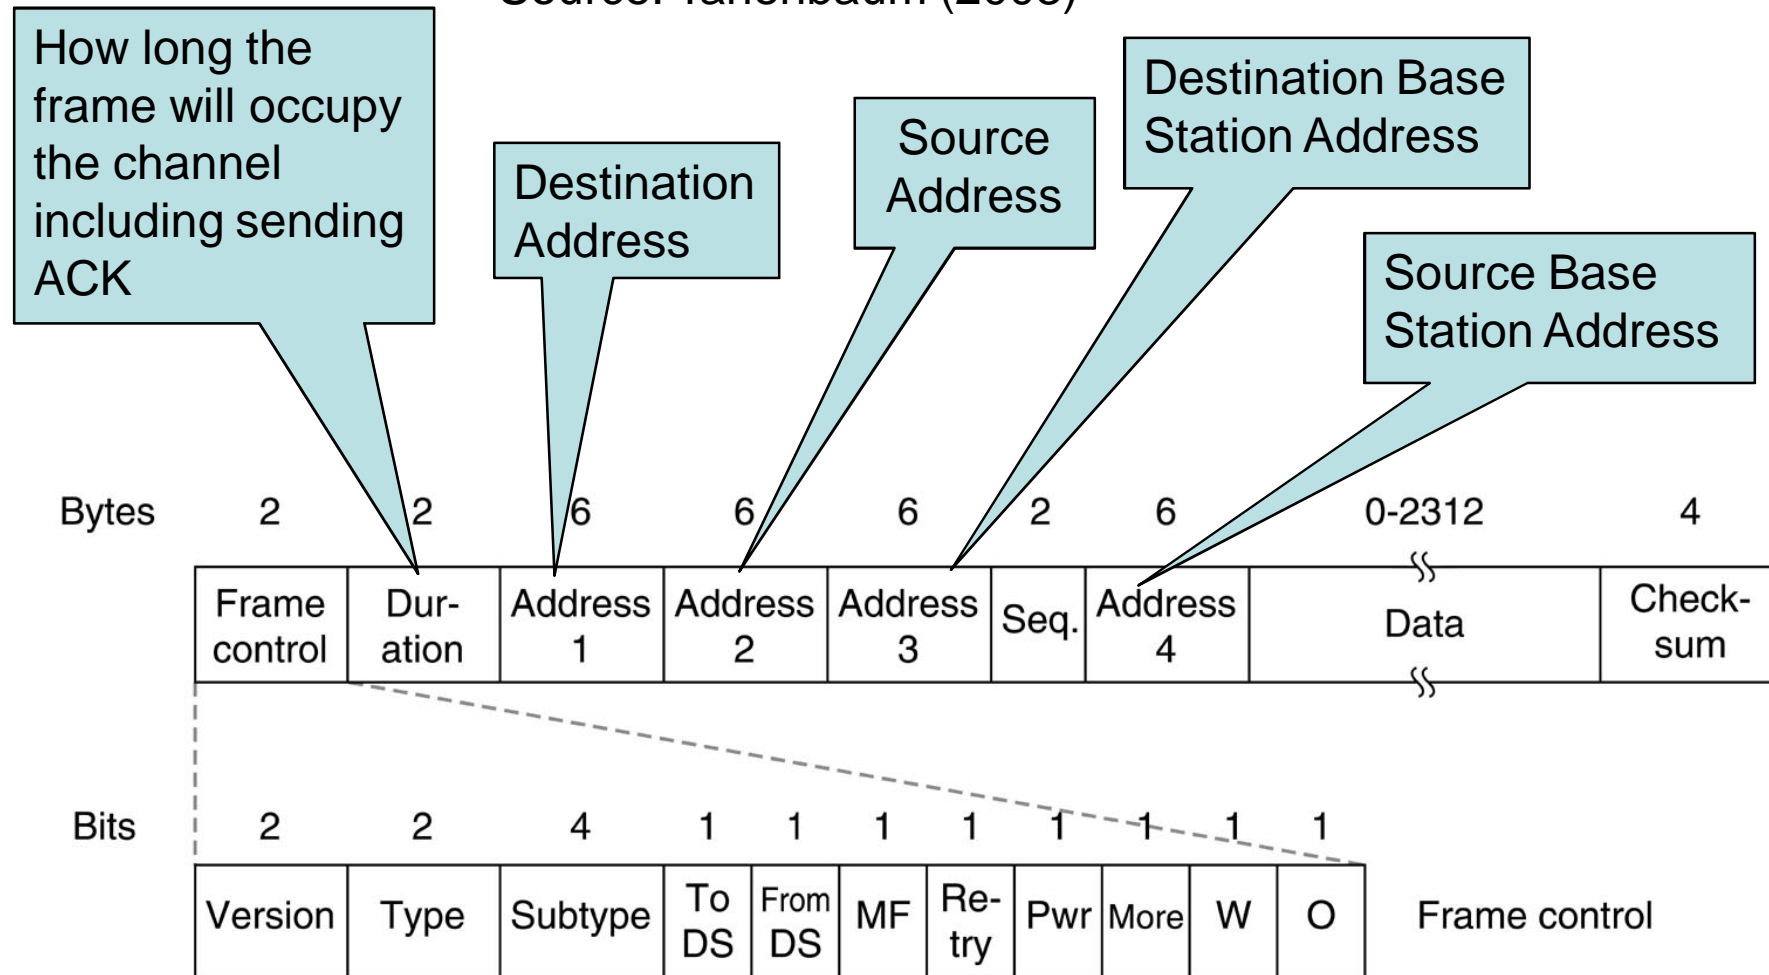 How long the
frame will occupy
the channel
including sending
ACK
Destination
Address
Source
Address
Destination Base
Station Address
Source Base
Station Address
Bytes 2 2 6 6 6 2 6 0-2312 4
Frame
control
Dur-
ation
Address
1
Address
2
Address
3
Seq.
Address
4
Data
Check-
sum
Bits 2 2 4 1 1 1 1 1 1 1 1
Version
Type
Subtype
To
DS
From
DS
MF
Re-
try
Pwr
More
W
O
Frame control